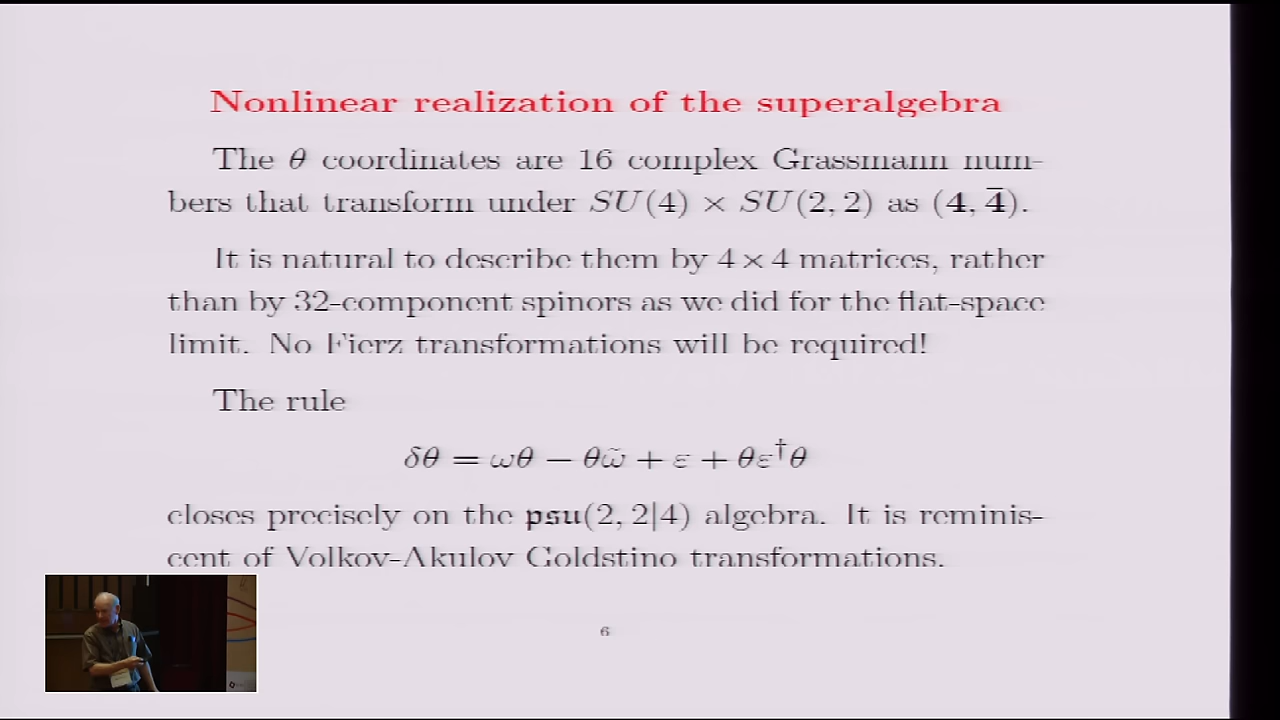 Nonlinear realization of the superalgebra
The θ coordinates are 16 complex Grassmann num-
bers that transform under SU(4) × SU(2, 2) as (4, 4̅).
It is natural to describe them by 4 × 4 matrices, rather
than by 32-component spinors as we did for the flat-space
limit. No Fierz transformations will be required!
The rule
δθ = ωθ − θω̃ + ε + θε†θ
closes precisely on the psu(2, 2|4) algebra. It is reminis-
cent of Volkov-Akulov Goldstino transformations.
6